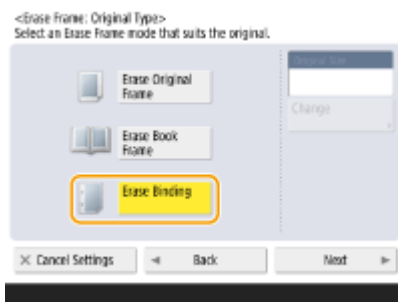 <Erase Frame: Original Type>
Select an Erase Frame mode that suits the original.
Original Size
Erase Original
Frame
Change
Erase Book
Frame
Erase Binding
× Cancel Settings
◄ Back
Next ►